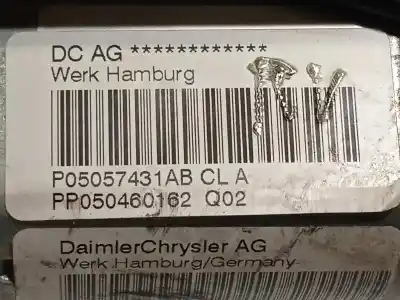 DC AG ************
Werk Hamburg
P05057431AB CL A
PP050460162 Q02
DaimlerChrysler AG
Werk Hamburg/Germany